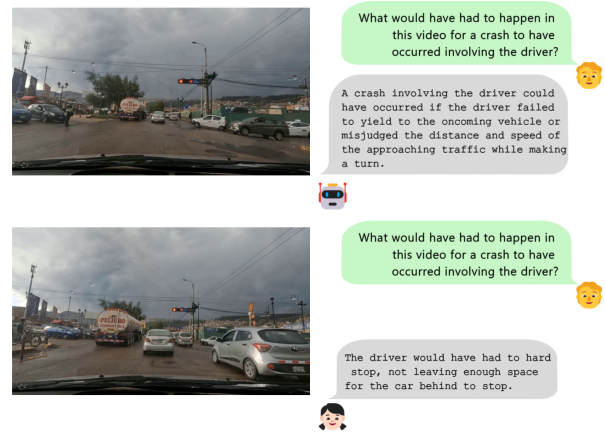 What would have had to happen in
this video for a crash to have
occurred involving the driver?
A crash involving the driver could
have occurred if the driver failed
to yield to the oncoming vehicle or
misjudged the distance and speed of
the approaching traffic while making
a turn.
What would have had to happen in
this video for a crash to have
occurred involving the driver?
PELIGRO
The driver would have had to hard
stop, not leaving enough space
for the car behind to stop.